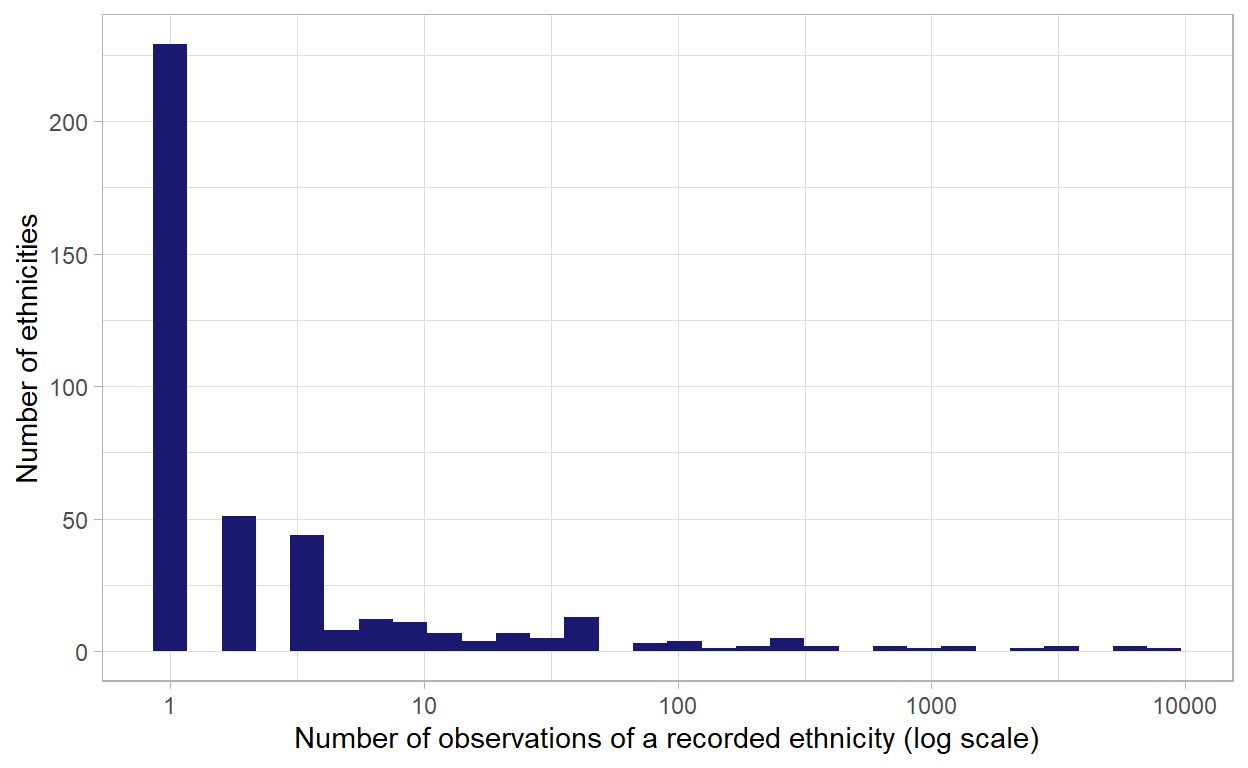 Number of ethnicities
200
150
100
50
0
1 10 100 1000 10000
Number of observations of a recorded ethnicity (log scale)